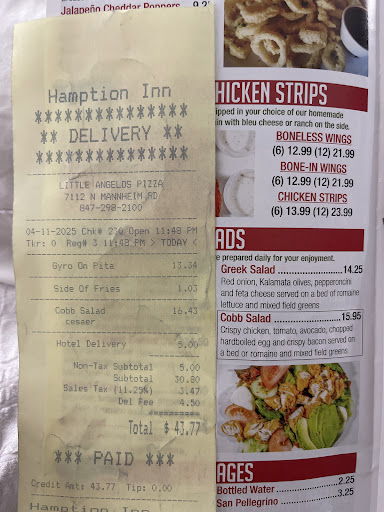 Jalapeño Cheddar Poppers 9.25
Hamption Inn
***************
** DELIVERY **
***************
LITTLE ANGELOS PIZZA
7112 N MANNHEIM RD
847-298-2100
04-11-2025 Chk# 230 Open 11:48 PM
Tkr: 0 Reg# 3 11:48 PM > TODAY <
Gyro On Pita 13.34
Side Of Fries 1.03
Cobb Salad 16.43
cesaer
Hotel Delivery 5.00
Non-Tax Subtotal 5.00
Subtotal 30.80
Sales Tax (11.25%) 3.47
Del Fee 4.50
========
Total $ 43.77
*** PAID ***
Credit Amt: 43.77 Tip: 0.00
Hamption Inn
HICKEN STRIPS
ipped in your choice of our homemade
in with bleu cheese or ranch on the side.
BONELESS WINGS
(6) 12.99 (12) 21.99
BONE-IN WINGS
(6) 12.99 (12) 21.99
CHICKEN STRIPS
(6) 13.99 (12) 23.99
ADS
e prepared daily for your enjoyment.
Greek Salad ..................14.25
Red onion, Kalamata olives, pepperoncini
and feta cheese served on a bed of romaine
lettuce and mixed field greens
Cobb Salad ..................15.95
Crispy chicken, tomato, avocado, chopped
hardboiled egg and crispy bacon served on
a bed or romaine and mixed field greens
AGES
Bottled Water ..................2.25
San Pellegrino ..................3.25